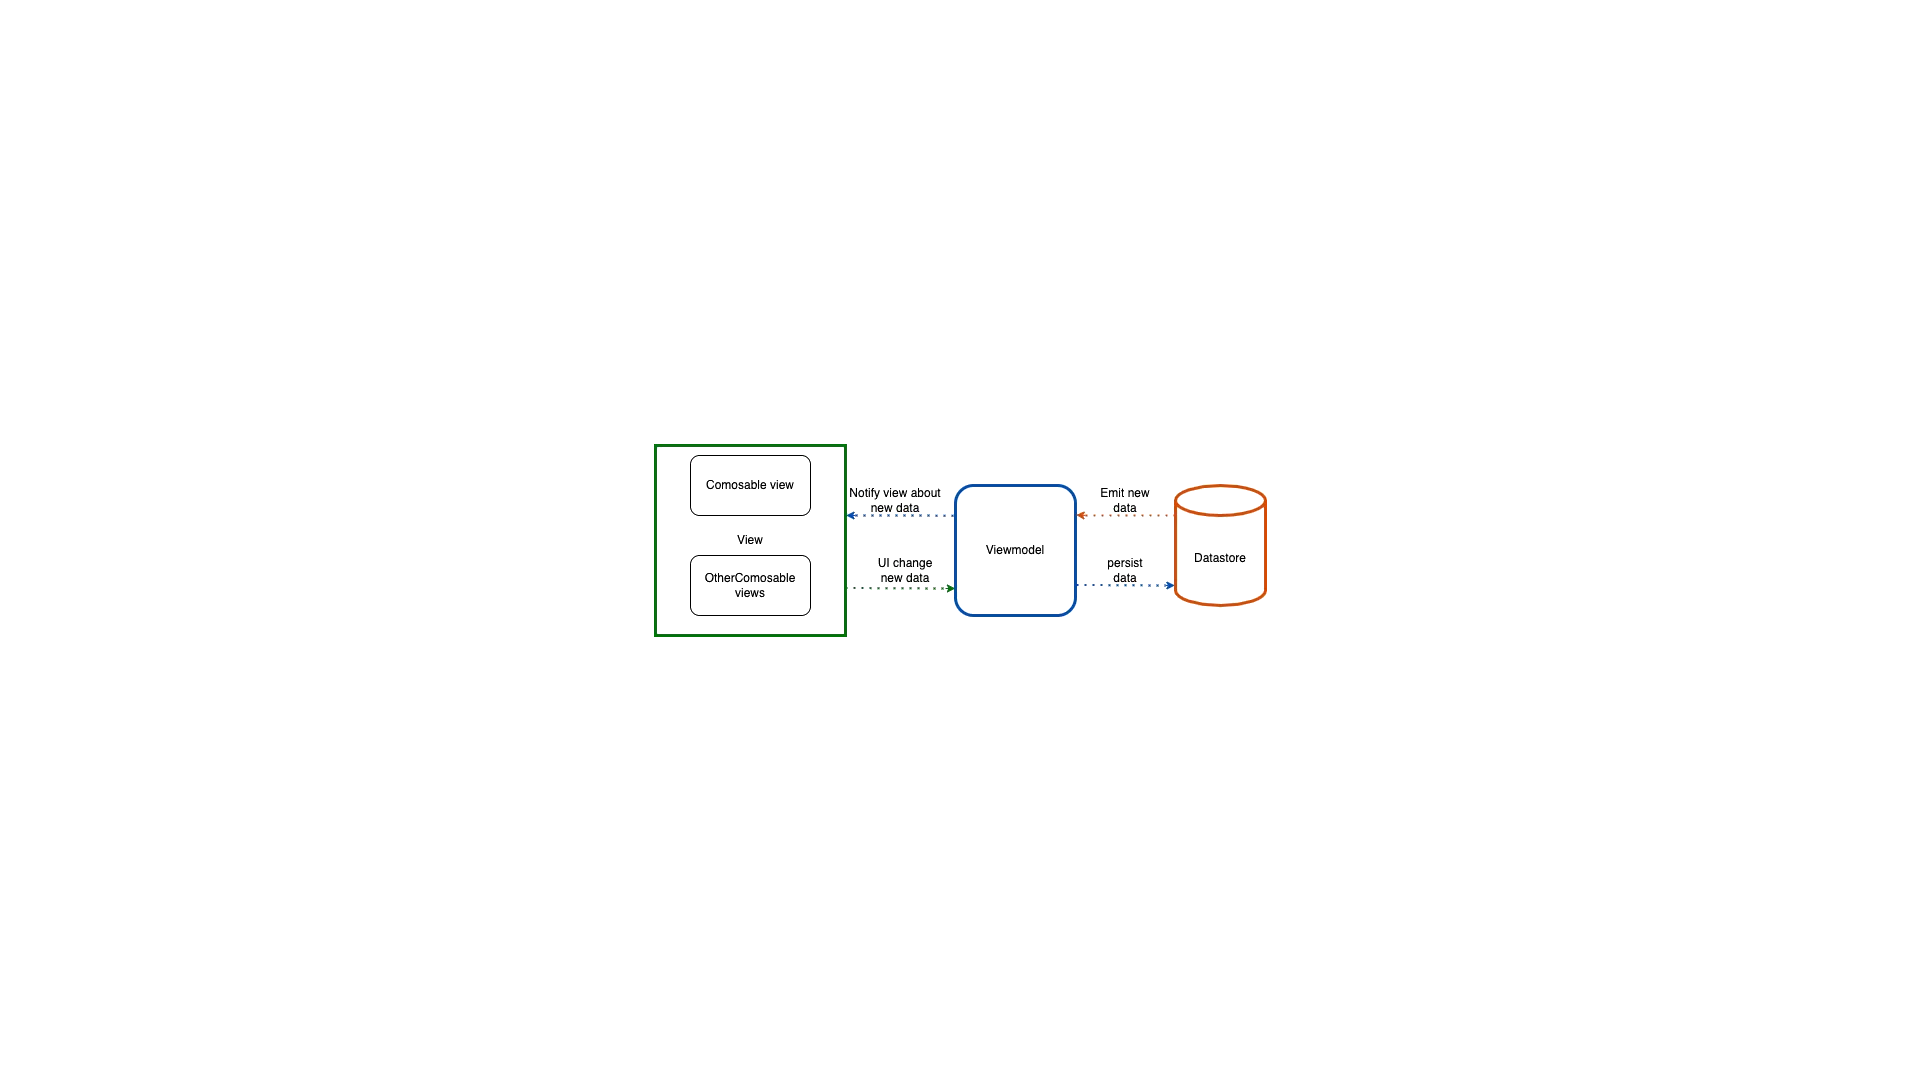 Comosable view
View
OtherComosable
views
Notify view about
new data
UI change
new data
Viewmodel
Emit new
data
persist
data
Datastore